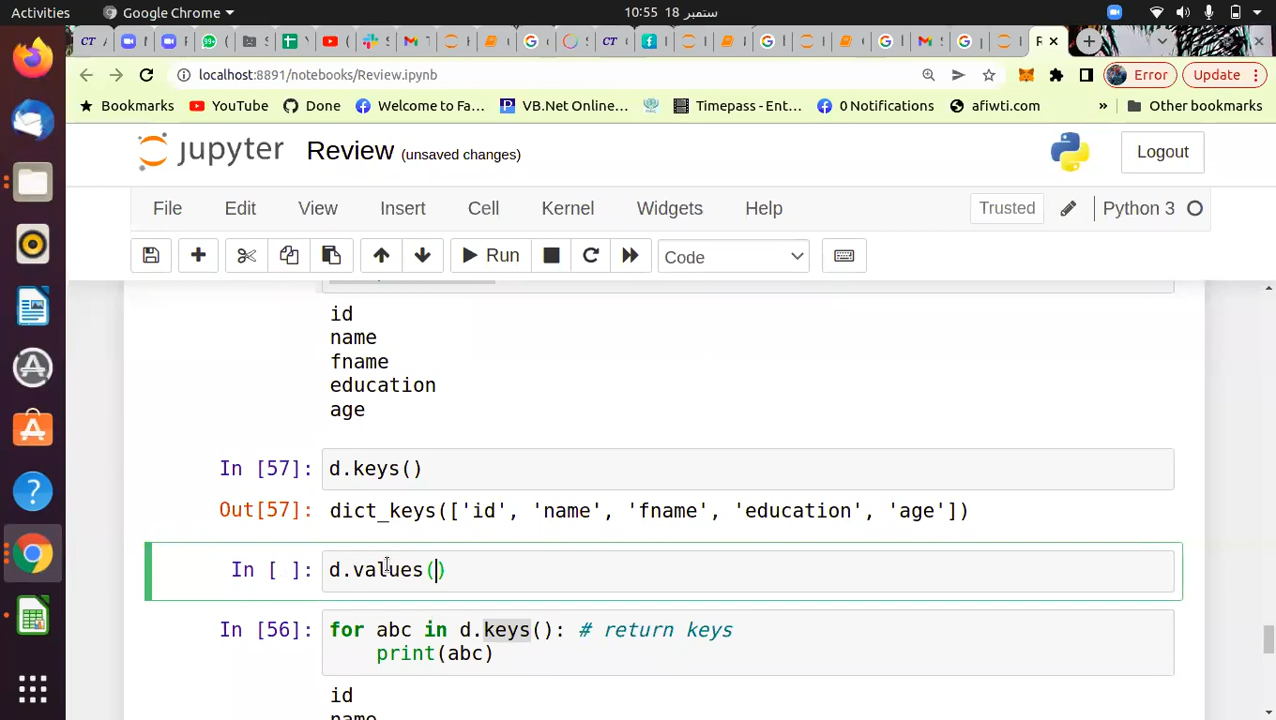 Activities Google Chrome 10:55 18 ستمبر
CT 99+ CT
localhost:8891/notebooks/Review.ipynb Error Update
Bookmarks YouTube Done Welcome to Fa... VB.Net Online... Timepass - Ent... 0 Notifications afiwti.com » Other bookmarks
jupyter Review (unsaved changes) Logout
File Edit View Insert Cell Kernel Widgets Help Trusted Python 3
Run Code
id
name
fname
education
age
In [57]: d.keys()
Out[57]: dict_keys(['id', 'name', 'fname', 'education', 'age'])
In [ ]: d.values()
In [56]: for abc in d.keys(): # return keys
print(abc)
id
name